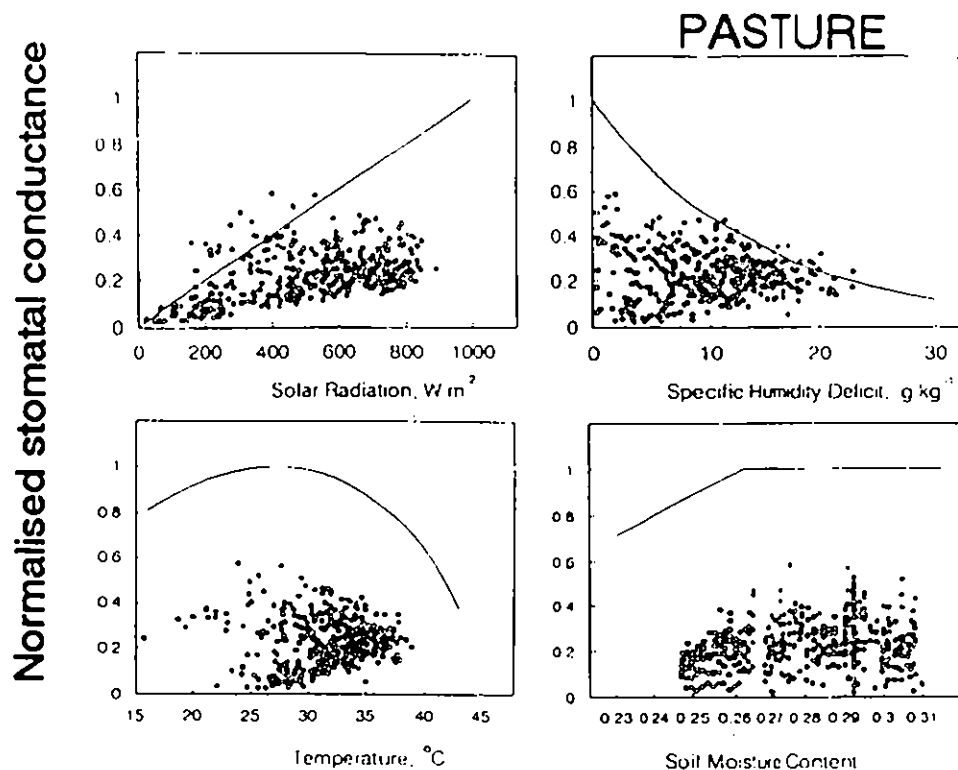 PASTURE
Normalised stomatal conductance
1
0.8
0.6
0.4
0.2
0
0 200 400 600 800 1000
Solar Radiation, W m²
1
0.8
0.6
0.4
0.2
0
0 10 20 30
Specific Humidity Deficit, g kg⁻¹
1
0.8
0.6
0.4
0.2
0
15 20 25 30 35 40 45
Temperature, °C
1
0.8
0.6
0.4
0.2
0
0.23 0.24 0.25 0.26 0.27 0.28 0.29 0.3 0.31
Soil Moisture Content